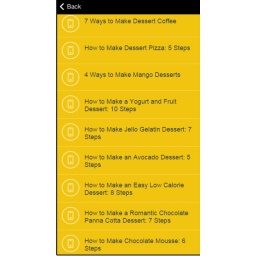 Back
7 Ways to Make Dessert Coffee
How to Make Dessert Pizza: 5 Steps
4 Ways to Make Mango Desserts
How to Make a Yogurt and Fruit
Dessert: 10 Steps
How to Make Jello Gelatin Dessert: 7
Steps
How to Make an Avocado Dessert: 5
Steps
How to Make an Easy Low Calorie
Dessert: 8 Steps
How to Make a Romantic Chocolate
Panna Cotta Dessert: 7 Steps
How to Make Chocolate Mousse: 6
Steps